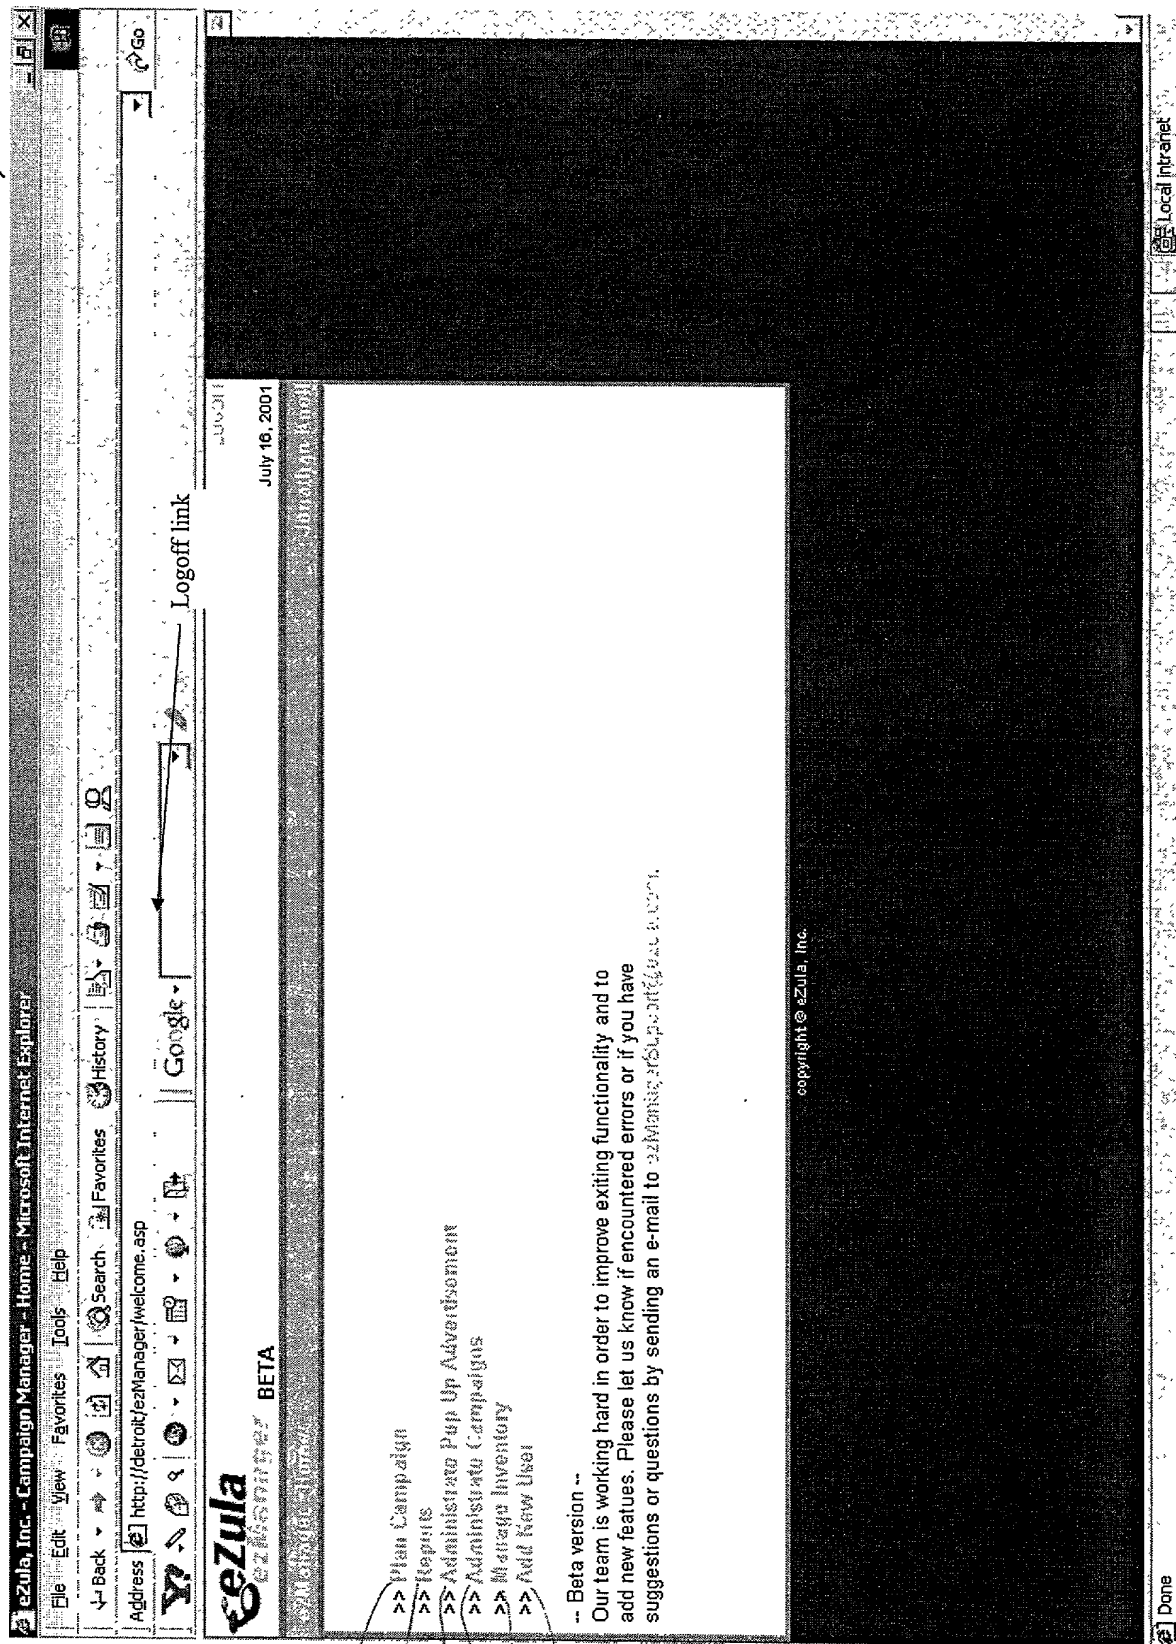 eZula, Inc. - Campaign Manager - Home - Microsoft Internet Explorer
File Edit View Favorites Tools Help
Back Search Favorites History
Address http://detroit/ezManager/welcome.asp Go
Y! Google
Logoff link
eZula
ezManager BETA
July 16, 2001
>> Plan Campaign
>> Reports
>> Administrate Pop Up Advertisement
>> Administrate Campaigns
>> Manage Inventory
>> Add New User
-- Beta version --
Our team is working hard in order to improve exiting functionality and to
add new featues. Please let us know if encountered errors or if you have
suggestions or questions by sending an e-mail to
copyright © eZula, Inc.
Done Local intranet